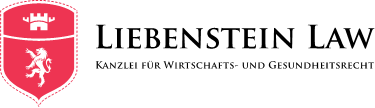 Liebenstein Law
Kanzlei für Wirtschafts- und Gesundheitsrecht